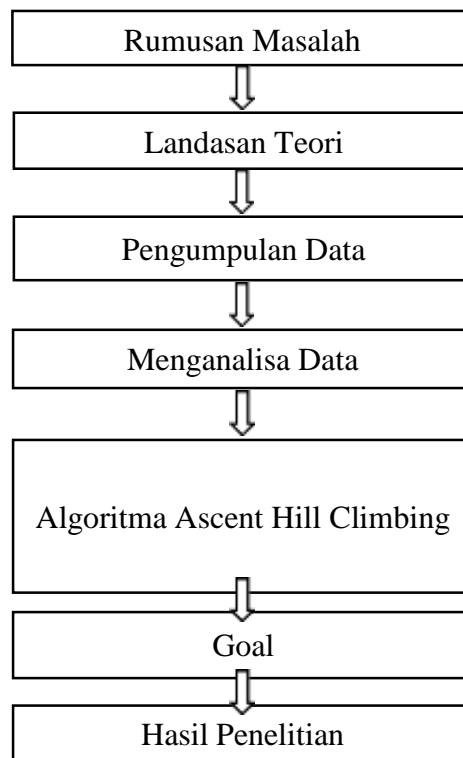 Rumusan Masalah
Landasan Teori
Pengumpulan Data
Menganalisa Data
Algoritma Ascent Hill Climbing
Goal
Hasil Penelitian